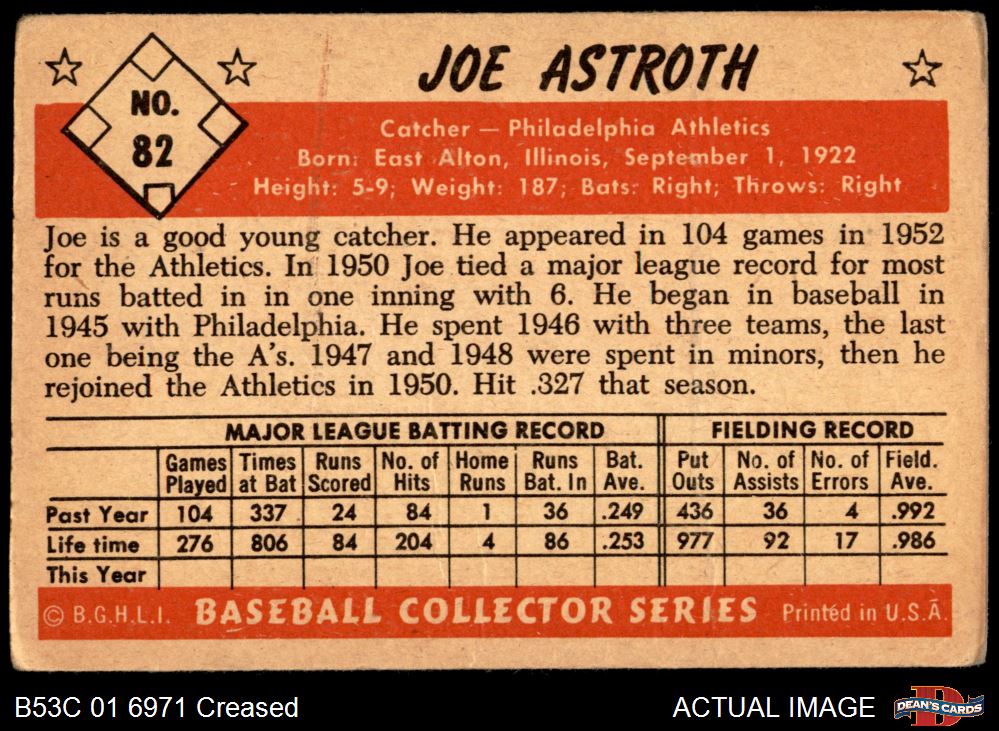 JOE ASTROTH
NO.
82
Catcher — Philadelphia Athletics
Born: East Alton, Illinois, September 1, 1922
Height: 5-9; Weight: 187; Bats: Right; Throws: Right
Joe is a good young catcher. He appeared in 104 games in 1952
for the Athletics. In 1950 Joe tied a major league record for most
runs batted in in one inning with 6. He began in baseball in
1945 with Philadelphia. He spent 1946 with three teams, the last
one being the A's. 1947 and 1948 were spent in minors, then he
rejoined the Athletics in 1950. Hit .327 that season.
MAJOR LEAGUE BATTING RECORD FIELDING RECORD
Games Times Runs No. of Home Runs Bat. Put No. of No. of Field.
Played at Bat Scored Hits Runs Bat. In Ave. Outs Assists Errors Ave.
Past Year 104 337 24 84 1 36 .249 436 36 4 .992
Life time 276 806 84 204 4 86 .253 977 92 17 .986
This Year
© B.G.H.L.I. BASEBALL COLLECTOR SERIES Printed in U.S.A.
B53C 01 6971 Creased ACTUAL IMAGE D DEAN'S CARDS